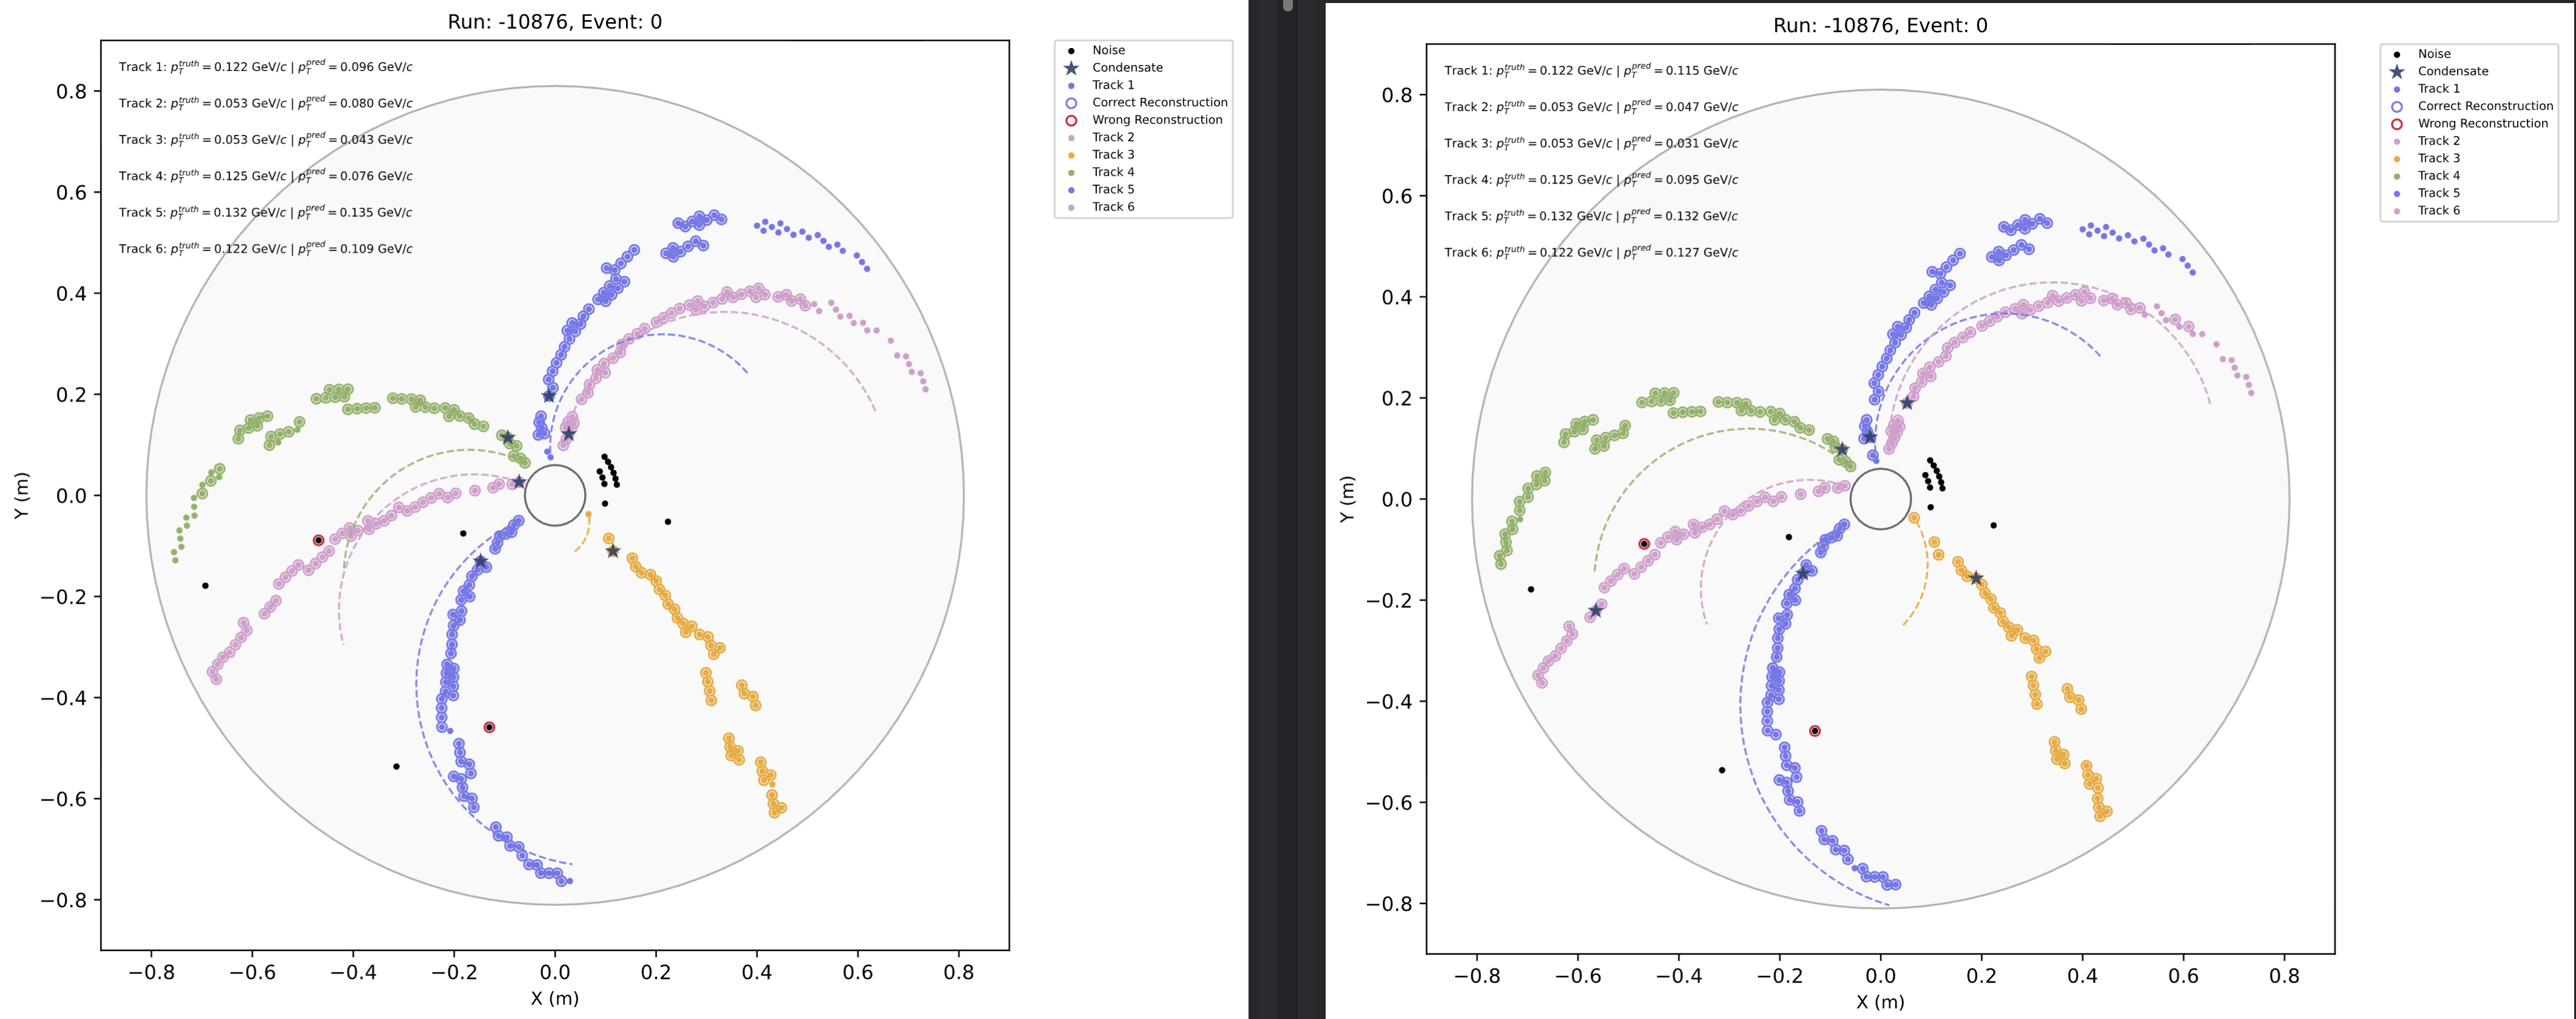 Run: -10876, Event: 0
Track 1: p_T^truth = 0.122 GeV/c | p_T^pred = 0.096 GeV/c
Track 2: p_T^truth = 0.053 GeV/c | p_T^pred = 0.080 GeV/c
Track 3: p_T^truth = 0.053 GeV/c | p_T^pred = 0.043 GeV/c
Track 4: p_T^truth = 0.125 GeV/c | p_T^pred = 0.076 GeV/c
Track 5: p_T^truth = 0.132 GeV/c | p_T^pred = 0.135 GeV/c
Track 6: p_T^truth = 0.122 GeV/c | p_T^pred = 0.109 GeV/c
Noise
Condensate
Track 1
Correct Reconstruction
Wrong Reconstruction
Track 2
Track 3
Track 4
Track 5
Track 6
Y (m)
0.8
0.6
0.4
0.2
0.0
−0.2
−0.4
−0.6
−0.8
−0.8 −0.6 −0.4 −0.2 0.0 0.2 0.4 0.6 0.8
X (m)
Run: -10876, Event: 0
Track 1: p_T^truth = 0.122 GeV/c | p_T^pred = 0.115 GeV/c
Track 2: p_T^truth = 0.053 GeV/c | p_T^pred = 0.047 GeV/c
Track 3: p_T^truth = 0.053 GeV/c | p_T^pred = 0.031 GeV/c
Track 4: p_T^truth = 0.125 GeV/c | p_T^pred = 0.095 GeV/c
Track 5: p_T^truth = 0.132 GeV/c | p_T^pred = 0.132 GeV/c
Track 6: p_T^truth = 0.122 GeV/c | p_T^pred = 0.127 GeV/c
Noise
Condensate
Track 1
Correct Reconstruction
Wrong Reconstruction
Track 2
Track 3
Track 4
Track 5
Track 6
Y (m)
0.8
0.6
0.4
0.2
0.0
−0.2
−0.4
−0.6
−0.8
−0.8 −0.6 −0.4 −0.2 0.0 0.2 0.4 0.6 0.8
X (m)